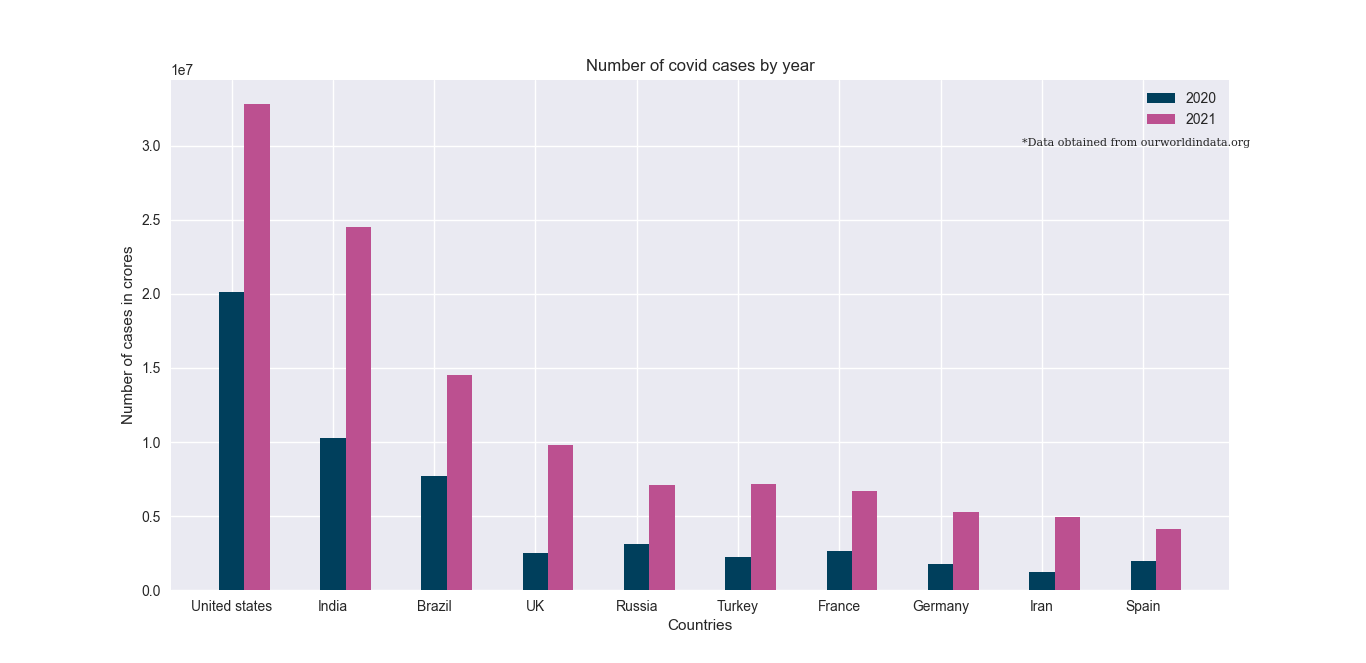 Number of covid cases by year
1e7
2020
2021
*Data obtained from ourworldindata.org
3.0
2.5
2.0
1.5
1.0
0.5
0.0
Number of cases in crores
United states India Brazil UK Russia Turkey France Germany Iran Spain
Countries